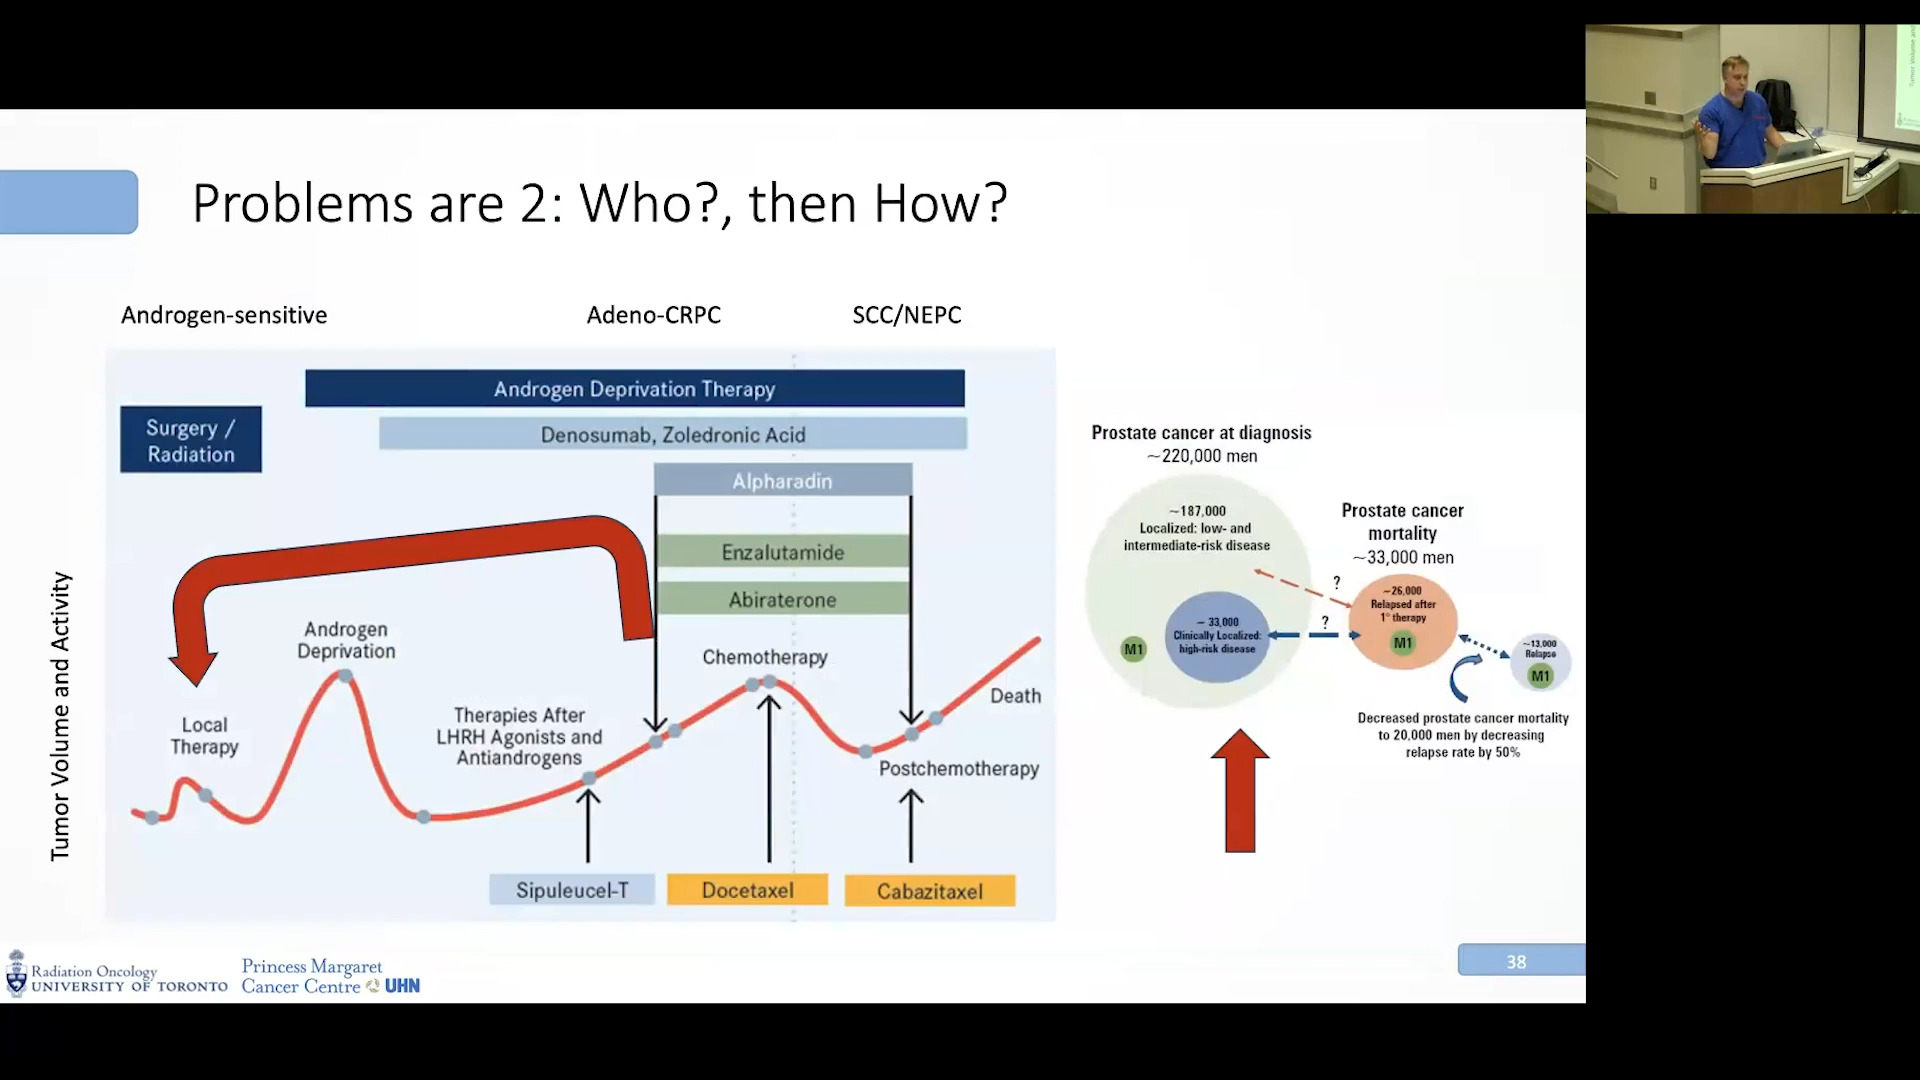 Problems are 2: Who?, then How?
Androgen-sensitive
Adeno-CRPC
SCC/NEPC
Androgen Deprivation Therapy
Surgery /
Radiation
Denosumab, Zoledronic Acid
Alpharadin
Enzalutamide
Abiraterone
Tumor Volume and Activity
Androgen
Deprivation
Chemotherapy
Local
Therapy
Therapies After
LHRH Agonists and
Antiandrogens
Death
Postchemotherapy
Sipuleucel-T
Docetaxel
Cabazitaxel
Prostate cancer at diagnosis
~220,000 men
~187,000
Localized: low- and
intermediate-risk disease
~ 33,000
Clinically Localized:
high-risk disease
M1
Prostate cancer
mortality
~33,000 men
?
?
~26,000
Relapsed after
1° therapy
M1
~13,000
Relapse
M1
Decreased prostate cancer mortality
to 20,000 men by decreasing
relapse rate by 50%
Radiation Oncology
UNIVERSITY OF TORONTO
Princess Margaret
Cancer Centre UHN
38